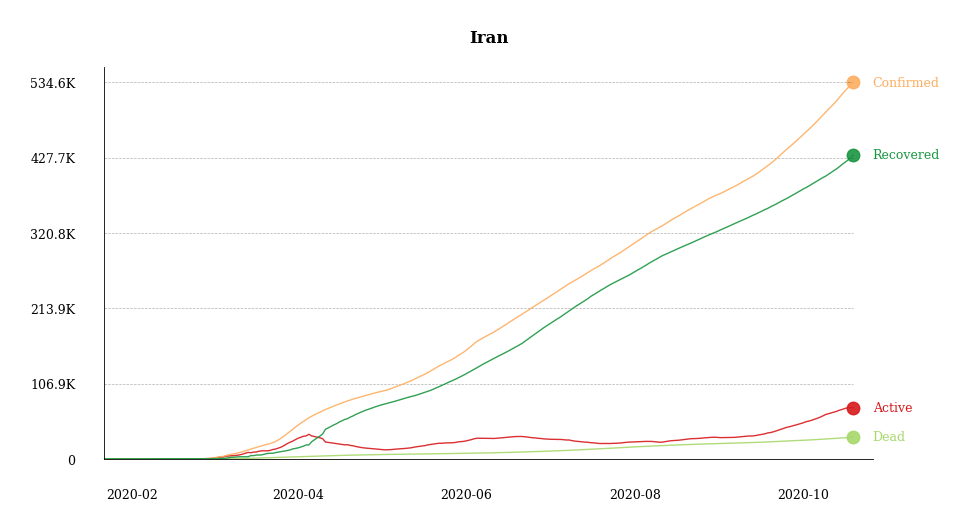 Iran
534.6K
427.7K
320.8K
213.9K
106.9K
0
Confirmed
Recovered
Active
Dead
2020-02 2020-04 2020-06 2020-08 2020-10